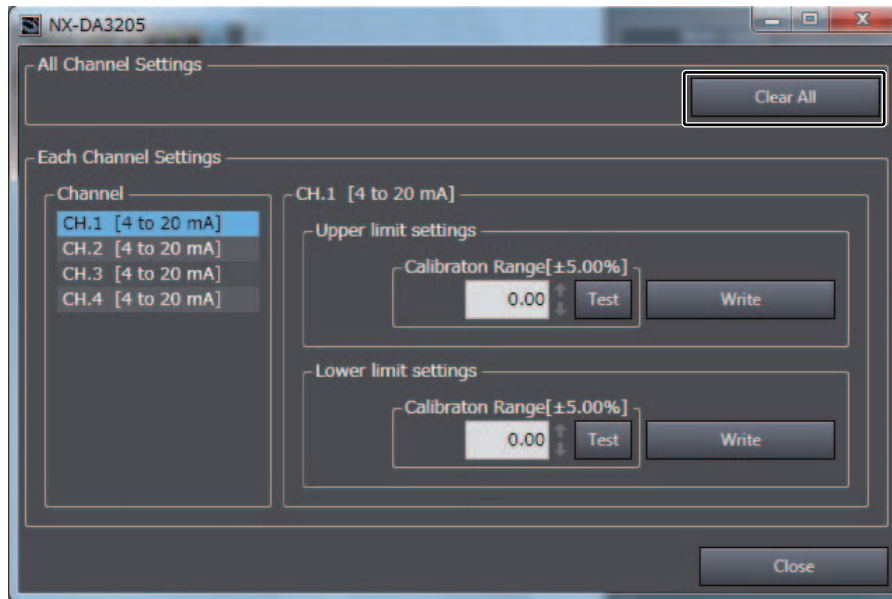 NX-DA3205
All Channel Settings
Clear All
Each Channel Settings
Channel
CH.1 [4 to 20 mA]
CH.2 [4 to 20 mA]
CH.3 [4 to 20 mA]
CH.4 [4 to 20 mA]
CH.1 [4 to 20 mA]
Upper limit settings
Calibraton Range[±5.00%]
0.00 Test Write
Lower limit settings
Calibraton Range[±5.00%]
0.00 Test Write
Close